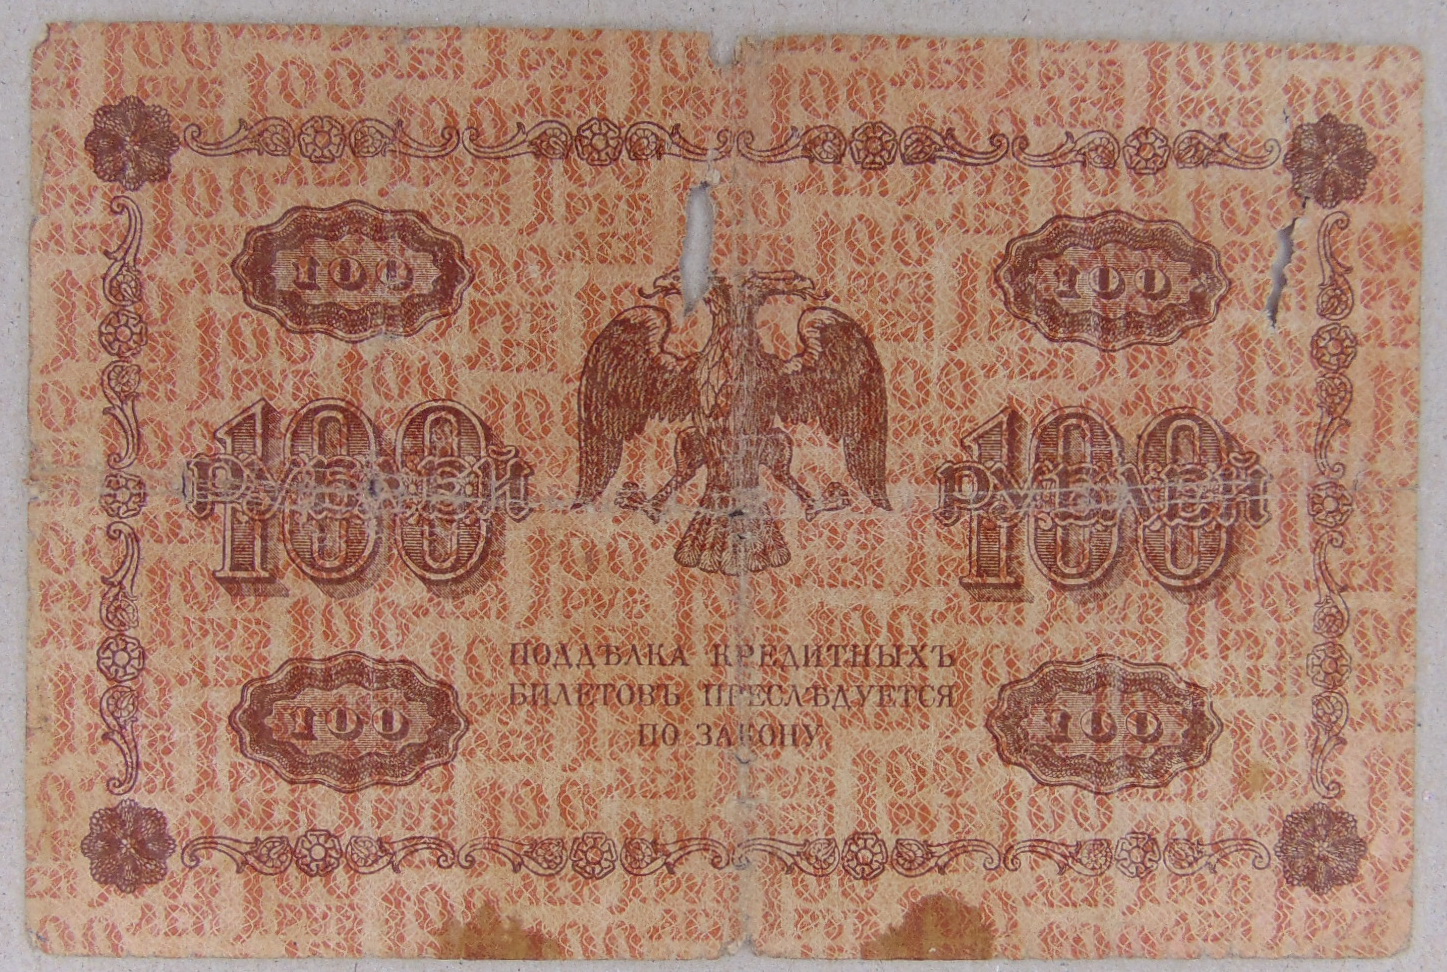 100 100
100 100
РУБЛЕЙ РУБЛЕЙ
ПОДДѢЛКА КРЕДИТНЫХЪ
БИЛЕТОВЪ ПРЕСЛѢДУЕТСЯ
ПО ЗАКОНУ
100 100